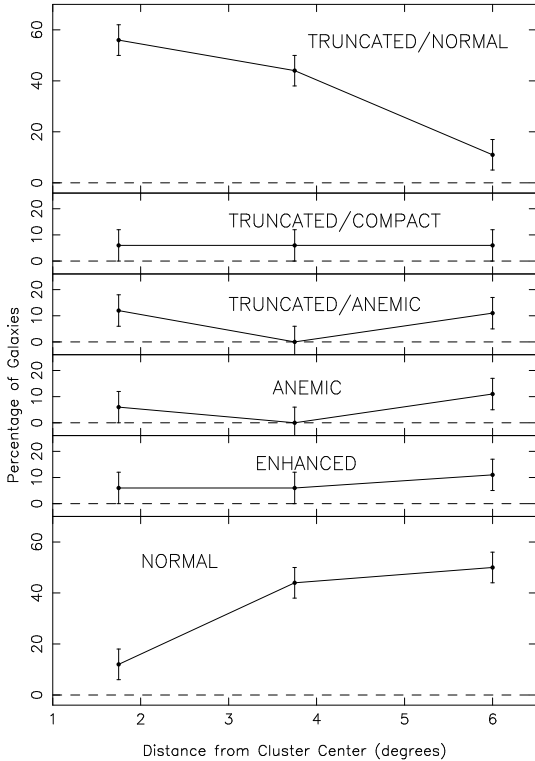 60
TRUNCATED/NORMAL
40
20
0
20
TRUNCATED/COMPACT
10
0
20
TRUNCATED/ANEMIC
10
0
20
ANEMIC
10
0
20
ENHANCED
10
0
60
NORMAL
40
20
0
Percentage of Galaxies
1 2 3 4 5 6
Distance from Cluster Center (degrees)